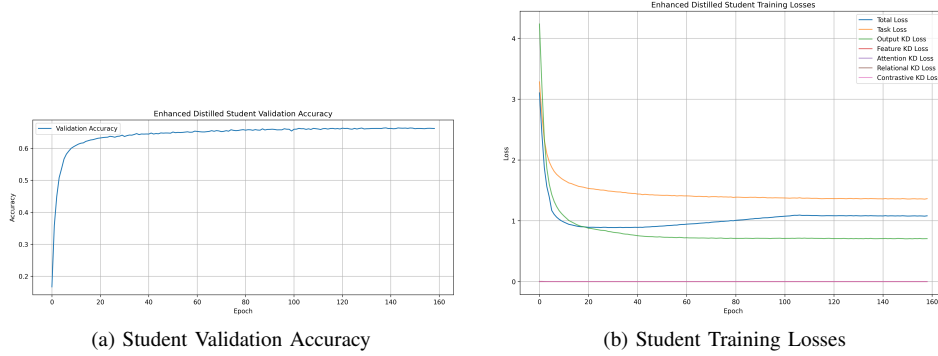 Enhanced Distilled Student Validation Accuracy
Validation Accuracy
0.6
0.5
0.4
0.3
0.2
Accuracy
0
20
40
60
80
100
120
140
160
Epoch
(a) Student Validation Accuracy
Enhanced Distilled Student Training Losses
Total Loss
Task Loss
Output KD Loss
Feature KD Loss
Attention KD Loss
Relational KD Loss
Contrastive KD Loss
4
3
2
1
0
Loss
0
20
40
60
80
100
120
140
160
Epoch
(b) Student Training Losses